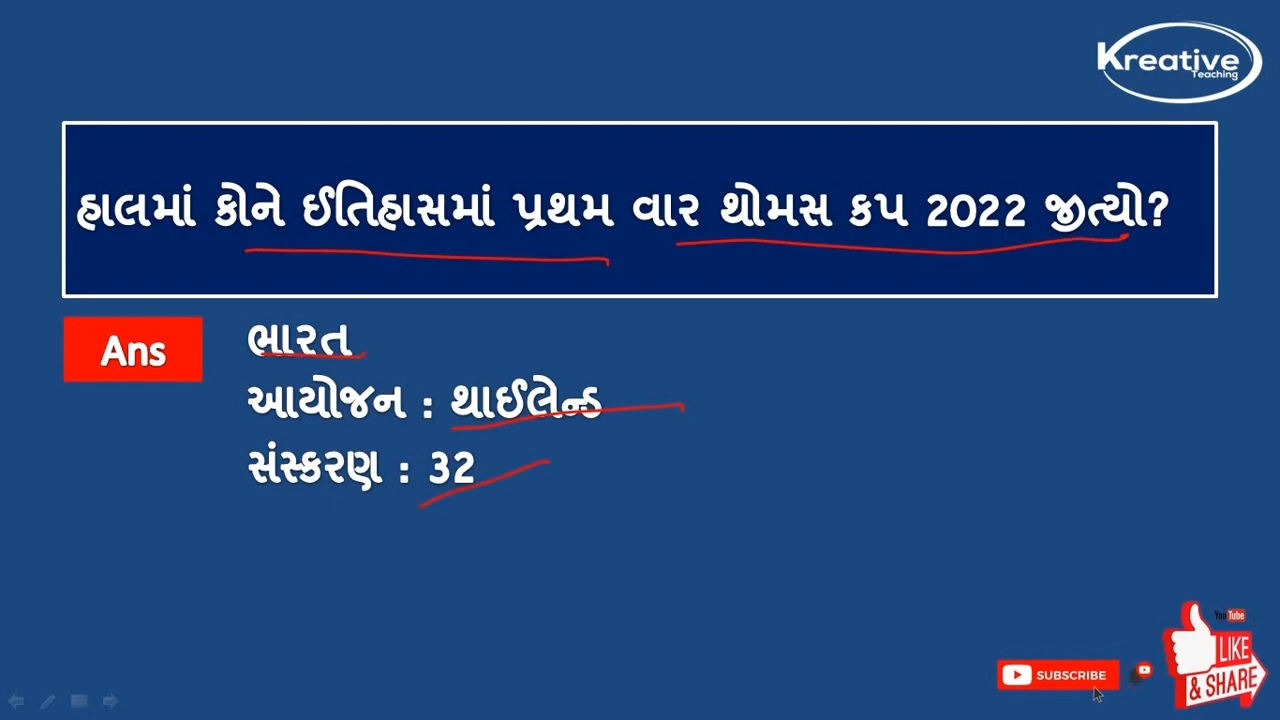 Kreative
Teaching
હાલમાં કોને ઈતિહાસમાં પ્રથમ વાર થોમસ કપ 2022 જીત્યો?
Ans
ભારત
આયોજન : થાઈલેન્ડ
સંસ્કરણ : 32
YouTube
LIKE
& SHARE
SUBSCRIBE